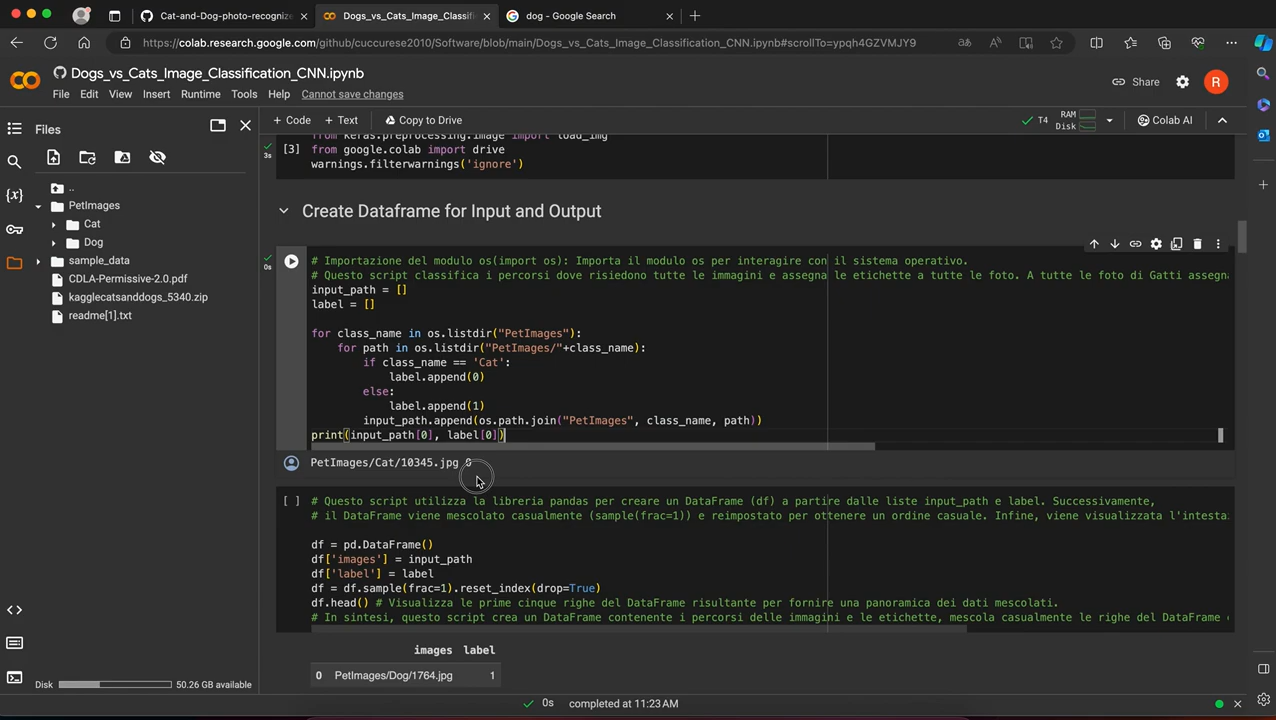 Cat-and-Dog-photo-recognize
Dogs_vs_Cats_Image_Classifi
dog - Google Search
https://colab.research.google.com/github/cuccurese2010/Software/blob/main/Dogs_vs_Cats_Image_Classification_CNN.ipynb#scrollTo=ypqh4GZVMJY9
Dogs_vs_Cats_Image_Classification_CNN.ipynb
Share
R
File Edit View Insert Runtime Tools Help Cannot save changes
Files
+ Code + Text Copy to Drive
T4 RAM Disk
Colab AI
..
PetImages
Cat
Dog
sample_data
CDLA-Permissive-2.0.pdf
kagglecatsanddogs_5340.zip
readme[1].txt
Disk 50.26 GB available
3s
from keras.preprocessing.image import load_img
[3] from google.colab import drive
warnings.filterwarnings('ignore')
Create Dataframe for Input and Output
0s
# Importazione del modulo os(import os): Importa il modulo os per interagire con il sistema operativo.
# Questo script classifica i percorsi dove risiedono tutte le immagini e assegna le etichette a tutte le foto. A tutte le foto di Gatti assegn
input_path = []
label = []
for class_name in os.listdir("PetImages"):
for path in os.listdir("PetImages/"+class_name):
if class_name == 'Cat':
label.append(0)
else:
label.append(1)
input_path.append(os.path.join("PetImages", class_name, path))
print(input_path[0], label[0])
PetImages/Cat/10345.jpg 0
[ ] # Questo script utilizza la libreria pandas per creare un DataFrame (df) a partire dalle liste input_path e label. Successivamente,
# il DataFrame viene mescolato casualmente (sample(frac=1)) e reimpostato per ottenere un ordine casuale. Infine, viene visualizzata l'intesta
df = pd.DataFrame()
df['images'] = input_path
df['label'] = label
df = df.sample(frac=1).reset_index(drop=True)
df.head() # Visualizza le prime cinque righe del DataFrame risultante per fornire una panoramica dei dati mescolati.
# In sintesi, questo script crea un DataFrame contenente i percorsi delle immagini e le etichette, mescola casualmente le righe del DataFrame
images label
0 PetImages/Dog/1764.jpg 1
0s completed at 11:23 AM